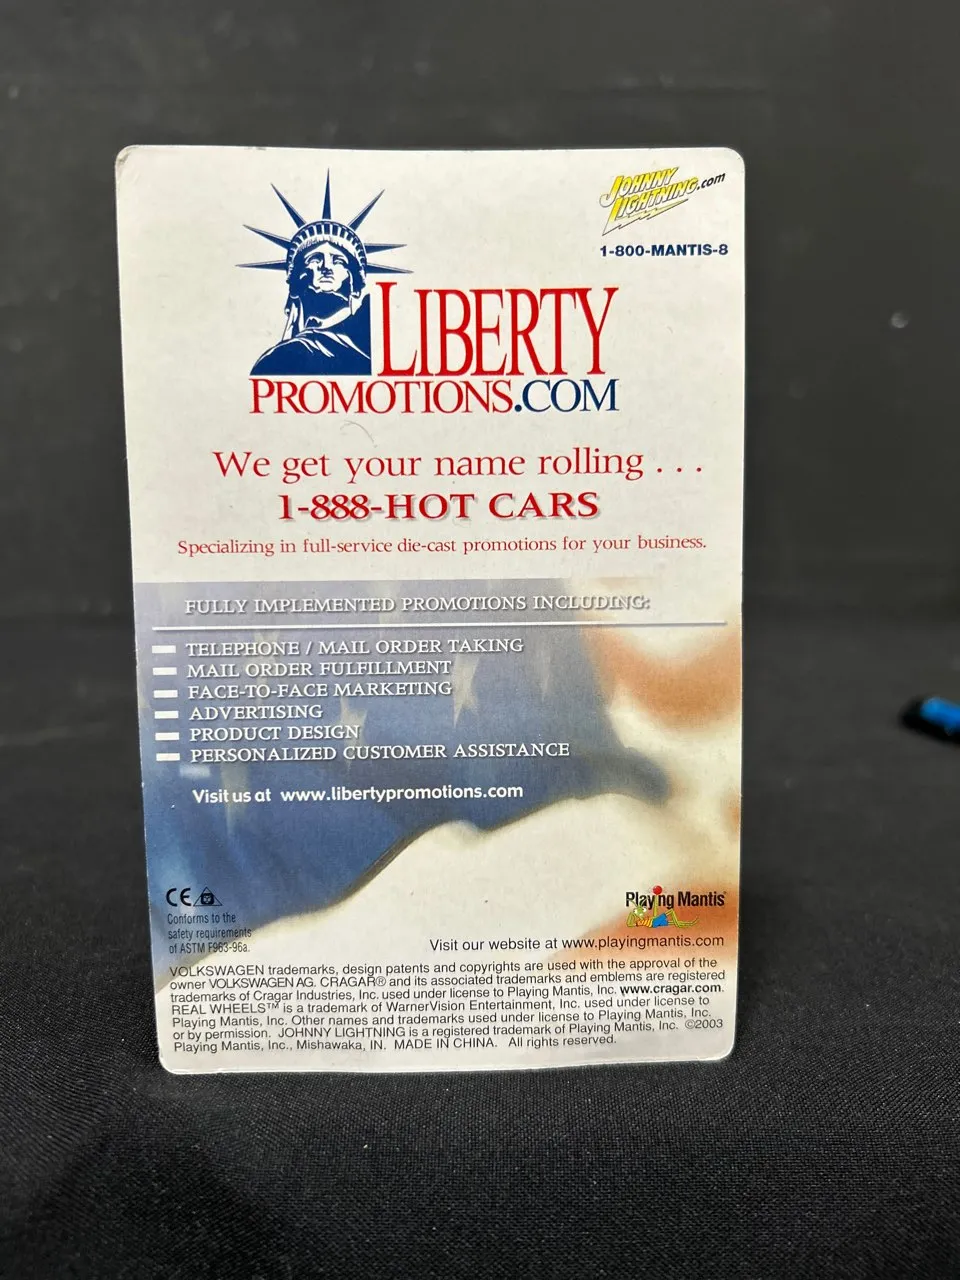 JOHNNY
LIGHTNING.com
1-800-MANTIS-8
LIBERTY
PROMOTIONS.COM
We get your name rolling . . .
1-888-HOT CARS
Specializing in full-service die-cast promotions for your business.
FULLY IMPLEMENTED PROMOTIONS INCLUDING:
TELEPHONE / MAIL ORDER TAKING
MAIL ORDER FULFILLMENT
FACE-TO-FACE MARKETING
ADVERTISING
PRODUCT DESIGN
PERSONALIZED CUSTOMER ASSISTANCE
Visit us at www.libertypromotions.com
CE
Conforms to the
safety requirements
of ASTM F963-96a.
Playing Mantis
Visit our website at www.playingmantis.com
VOLKSWAGEN trademarks, design patents and copyrights are used with the approval of the
owner VOLKSWAGEN AG. CRAGAR® and its associated trademarks and emblems are registered
trademarks of Cragar Industries, Inc. used under license to Playing Mantis, Inc. www.cragar.com.
REAL WHEELS™ is a trademark of WarnerVision Entertainment, Inc. used under license to
Playing Mantis, Inc. Other names and trademarks used under license to Playing Mantis, Inc.
or by permission. JOHNNY LIGHTNING is a registered trademark of Playing Mantis, Inc. ©2003
Playing Mantis, Inc., Mishawaka, IN. MADE IN CHINA. All rights reserved.